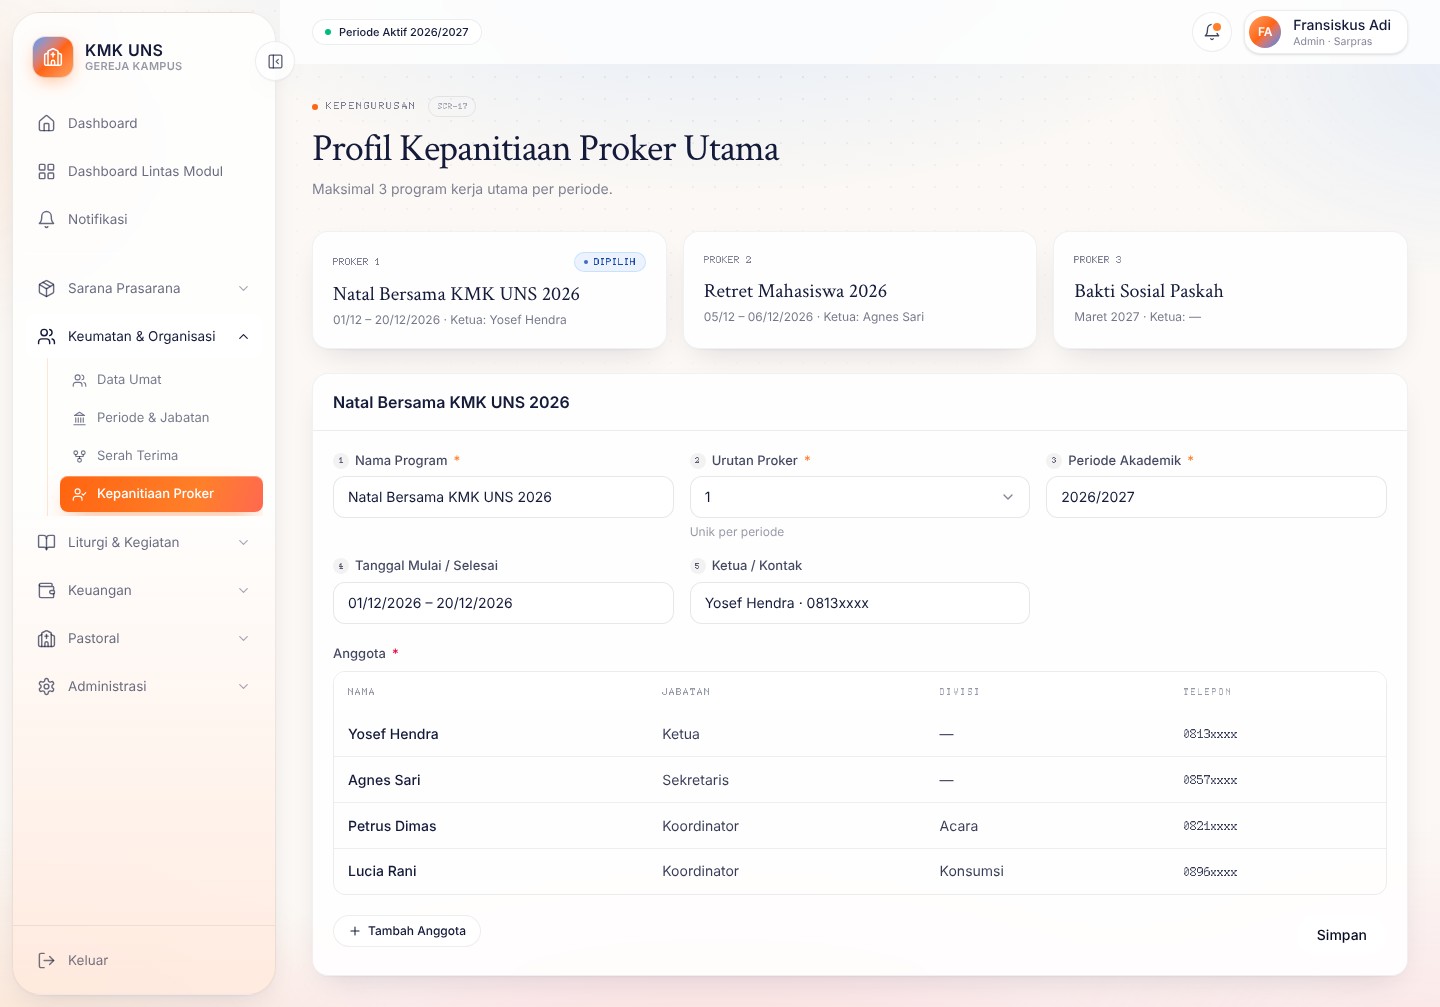 KMK UNS
GEREJA KAMPUS
Dashboard
Dashboard Lintas Modul
Notifikasi
Sarana Prasarana
Keumatan & Organisasi
Data Umat
Periode & Jabatan
Serah Terima
Kepanitiaan Proker
Liturgi & Kegiatan
Keuangan
Pastoral
Administrasi
Keluar
Periode Aktif 2026/2027
FA
Fransiskus Adi
Admin · Sarpras
KEPENGURUSAN SCR-17
Profil Kepanitiaan Proker Utama
Maksimal 3 program kerja utama per periode.
PROKER 1 DIPILIH
Natal Bersama KMK UNS 2026
01/12 – 20/12/2026 · Ketua: Yosef Hendra
PROKER 2
Retret Mahasiswa 2026
05/12 – 06/12/2026 · Ketua: Agnes Sari
PROKER 3
Bakti Sosial Paskah
Maret 2027 · Ketua: —
Natal Bersama KMK UNS 2026
1 Nama Program *
Natal Bersama KMK UNS 2026
2 Urutan Proker *
1
Unik per periode
3 Periode Akademik *
2026/2027
4 Tanggal Mulai / Selesai
01/12/2026 – 20/12/2026
5 Ketua / Kontak
Yosef Hendra · 0813xxxx
Anggota *
NAMA JABATAN DIVISI TELEPON
Yosef Hendra Ketua — 0813xxxx
Agnes Sari Sekretaris — 0857xxxx
Petrus Dimas Koordinator Acara 0821xxxx
Lucia Rani Koordinator Konsumsi 0896xxxx
+ Tambah Anggota
Simpan